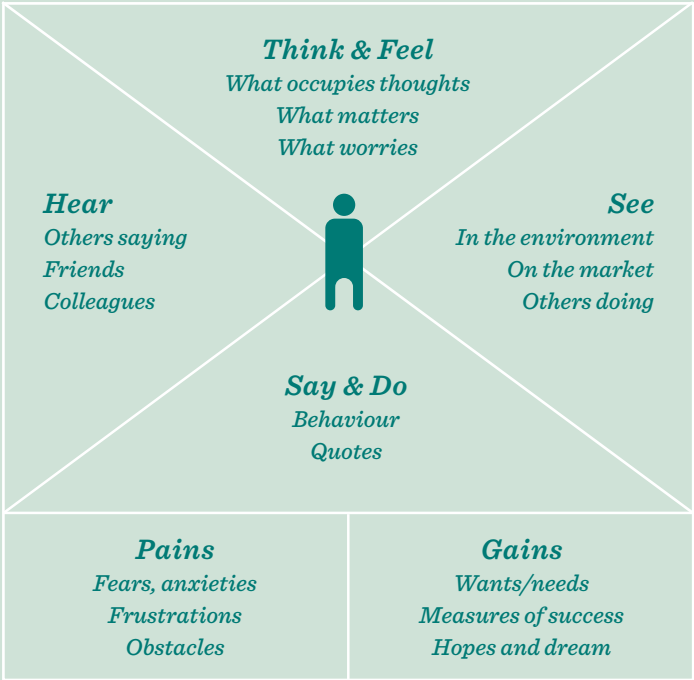 Think & Feel
What occupies thoughts
What matters
What worries
Hear
Others saying
Friends
Colleagues
See
In the environment
On the market
Others doing
Say & Do
Behaviour
Quotes
Pains
Fears, anxieties
Frustrations
Obstacles
Gains
Wants/needs
Measures of success
Hopes and dream